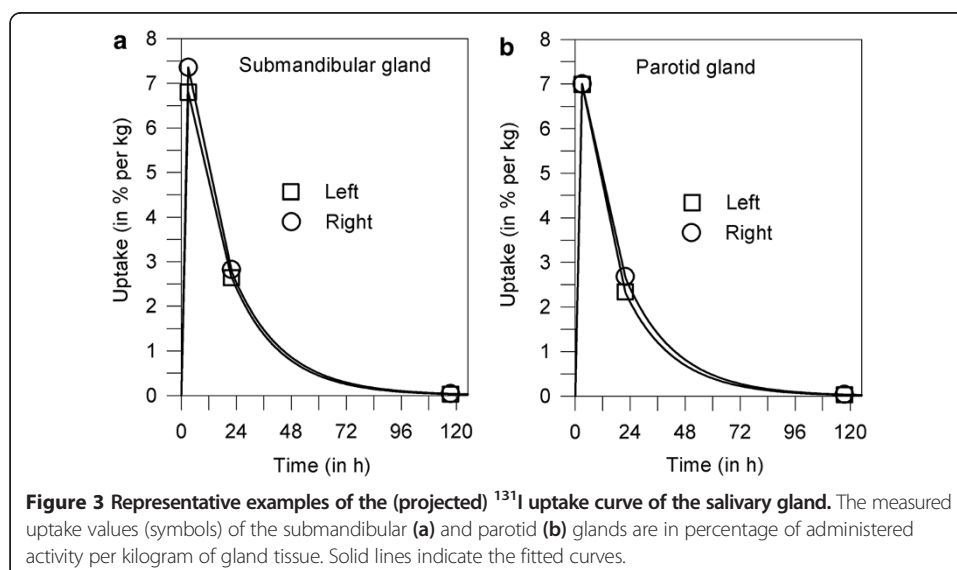 a
8
7
6
5
4
3
2
1
0
Uptake (in % per kg)
Submandibular gland
Left
Right
0 24 48 72 96 120
Time (in h)
b
8
7
6
5
4
3
2
1
0
Uptake (in % per kg)
Parotid gland
Left
Right
0 24 48 72 96 120
Time (in h)
Figure 3 Representative examples of the (projected) ¹³¹I uptake curve of the salivary gland. The measured
uptake values (symbols) of the submandibular (a) and parotid (b) glands are in percentage of administered
activity per kilogram of gland tissue. Solid lines indicate the fitted curves.